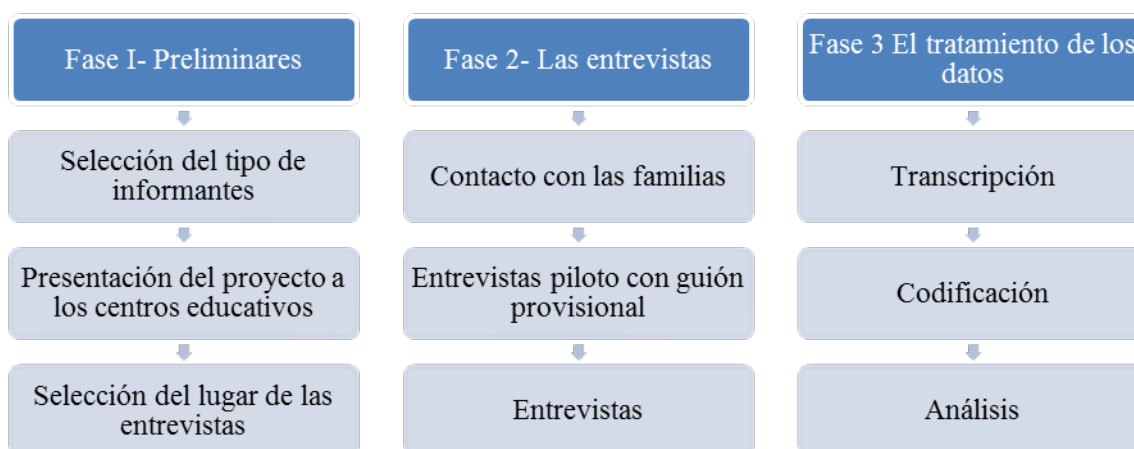 Fase I- Preliminares
Selección del tipo de
informantes
Presentación del proyecto a
los centros educativos
Selección del lugar de las
entrevistas
Fase 2- Las entrevistas
Contacto con las familias
Entrevistas piloto con guión
provisional
Entrevistas
Fase 3 El tratamiento de los
datos
Transcripción
Codificación
Análisis